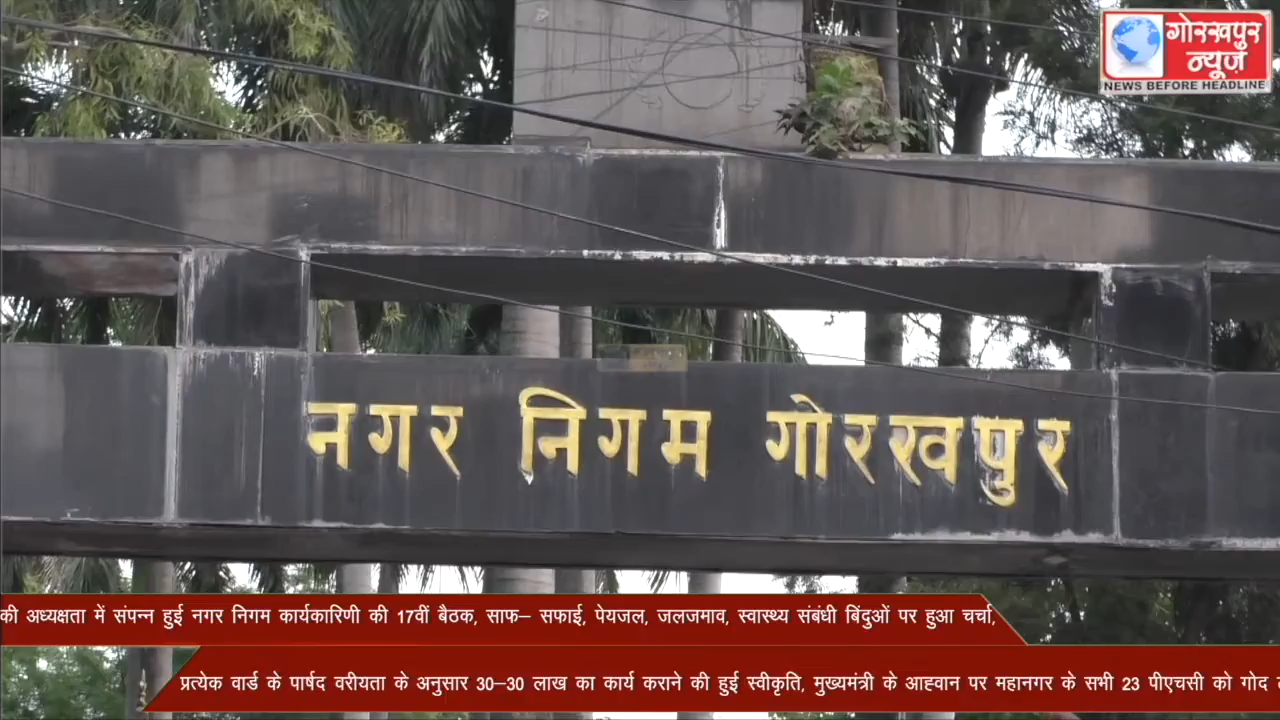 गोरखपुर
न्यूज़
NEWS BEFORE HEADLINE
नगर निगम गोरखपुर
की अध्यक्षता में संपन्न हुई नगर निगम कार्यकारिणी की 17वीं बैठक, साफ– सफाई, पेयजल, जलजमाव, स्वास्थ्य संबंधी बिंदुओं पर हुआ चर्चा,
प्रत्येक वार्ड के पार्षद वरीयता के अनुसार 30–30 लाख का कार्य कराने की हुई स्वीकृति, मुख्यमंत्री के आह्वान पर महानगर के सभी 23 पीएचसी को गोद